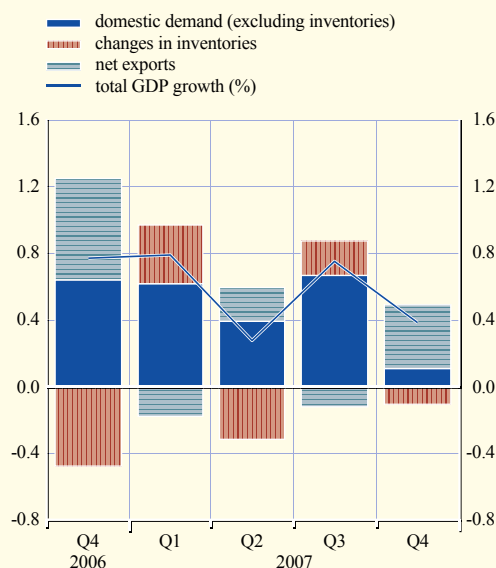 domestic demand (excluding inventories)
changes in inventories
net exports
total GDP growth (%)
1.6 1.6
1.2 1.2
0.8 0.8
0.4 0.4
0.0 0.0
-0.4 -0.4
-0.8 -0.8
Q4 Q1 Q2 Q3 Q4
2006 2007